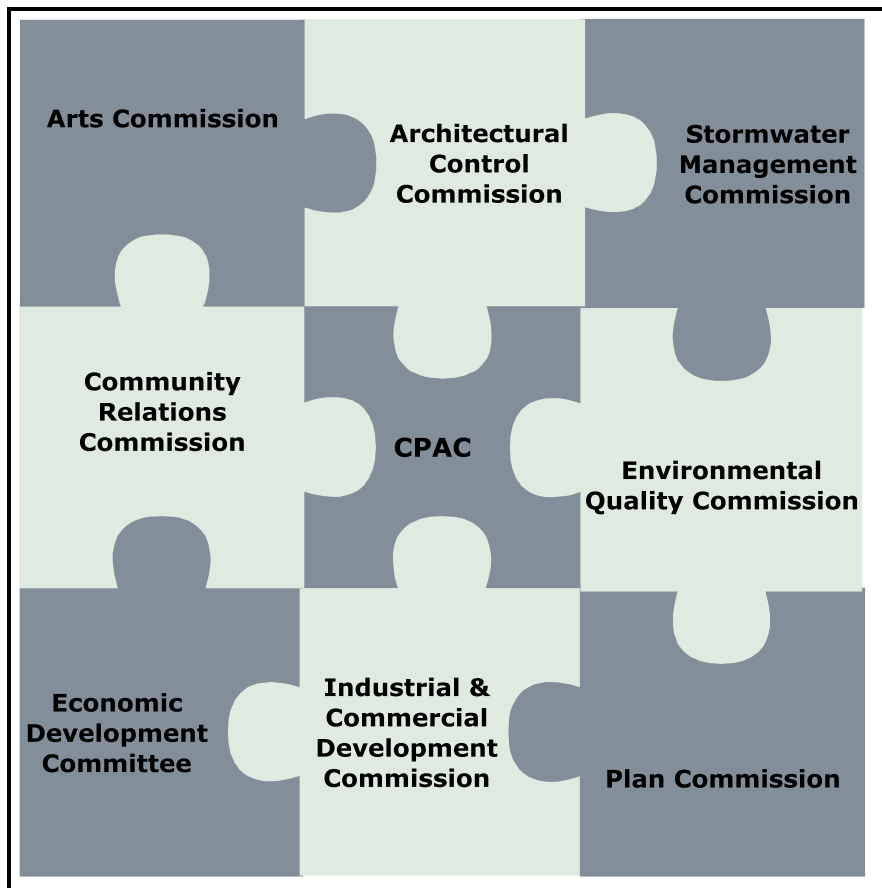 Arts Commission
Architectural
Control
Commission
Stormwater
Management
Commission
Community
Relations
Commission
CPAC
Environmental
Quality Commission
Economic
Development
Committee
Industrial &
Commercial
Development
Commission
Plan Commission